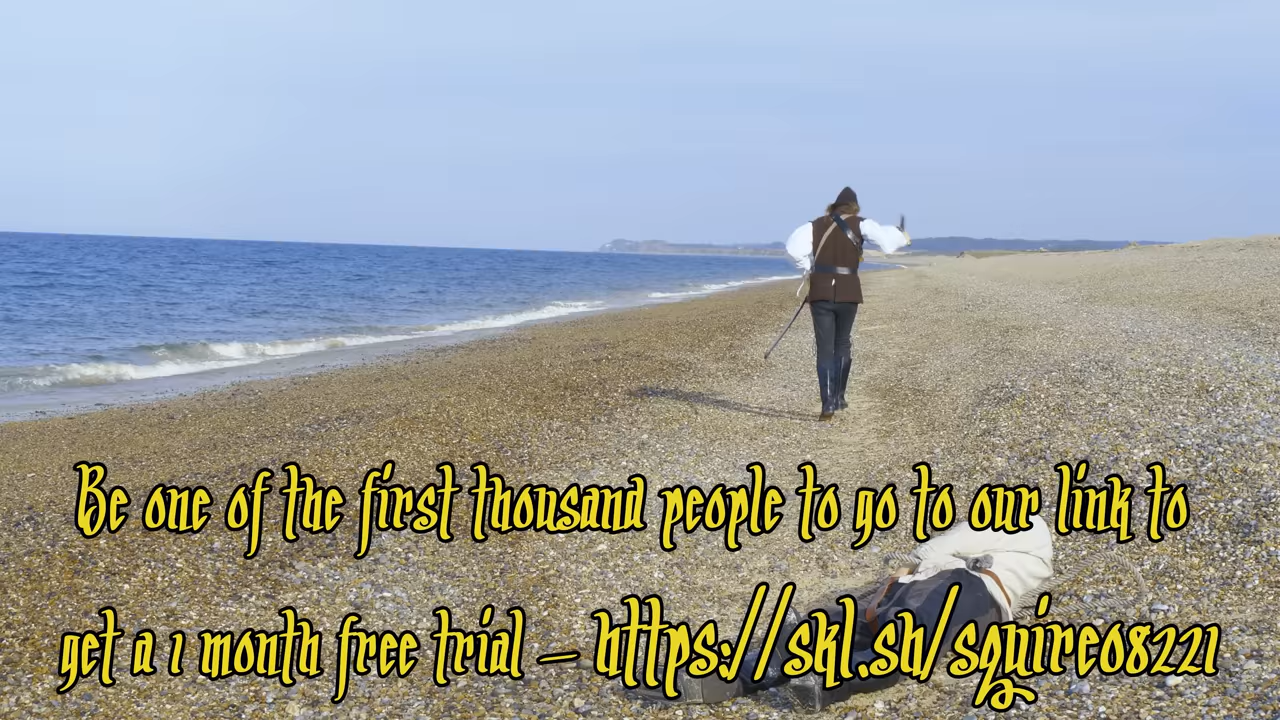 Be one of the first thousand people to go to our link to
get a 1 month free trial – https://skl.sh/squire08221